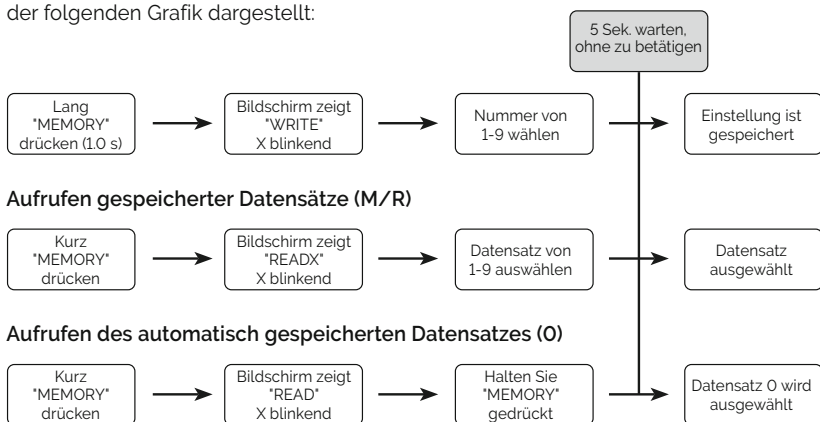 der folgenden Grafik dargestellt:
5 Sek. warten,
ohne zu betätigen
Lang
"MEMORY"
drücken (1.0 s)
Bildschirm zeigt
"WRITE"
X blinkend
Nummer von
1-9 wählen
Einstellung ist
gespeichert
Aufrufen gespeicherter Datensätze (M/R)
Kurz
"MEMORY"
drücken
Bildschirm zeigt
"READX"
X blinkend
Datensatz von
1-9 auswählen
Datensatz
ausgewählt
Aufrufen des automatisch gespeicherten Datensatzes (0)
Kurz
"MEMORY"
drücken
Bildschirm zeigt
"READ"
X blinkend
Halten Sie
"MEMORY"
gedrückt
Datensatz 0 wird
ausgewählt